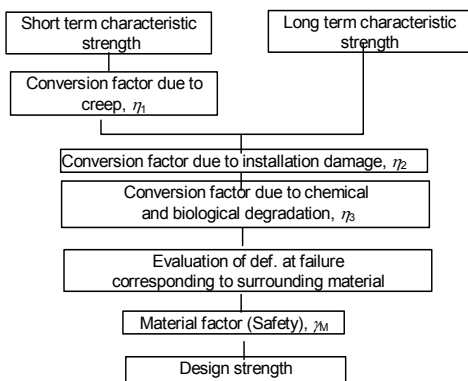 Short term characteristic
strength
Long term characteristic
strength
Conversion factor due to
creep, η1
Conversion factor due to installation damage, η2
Conversion factor due to chemical
and biological degradation, η3
Evaluation of def. at failure
corresponding to surrounding material
Material factor (Safety), γM
Design strength